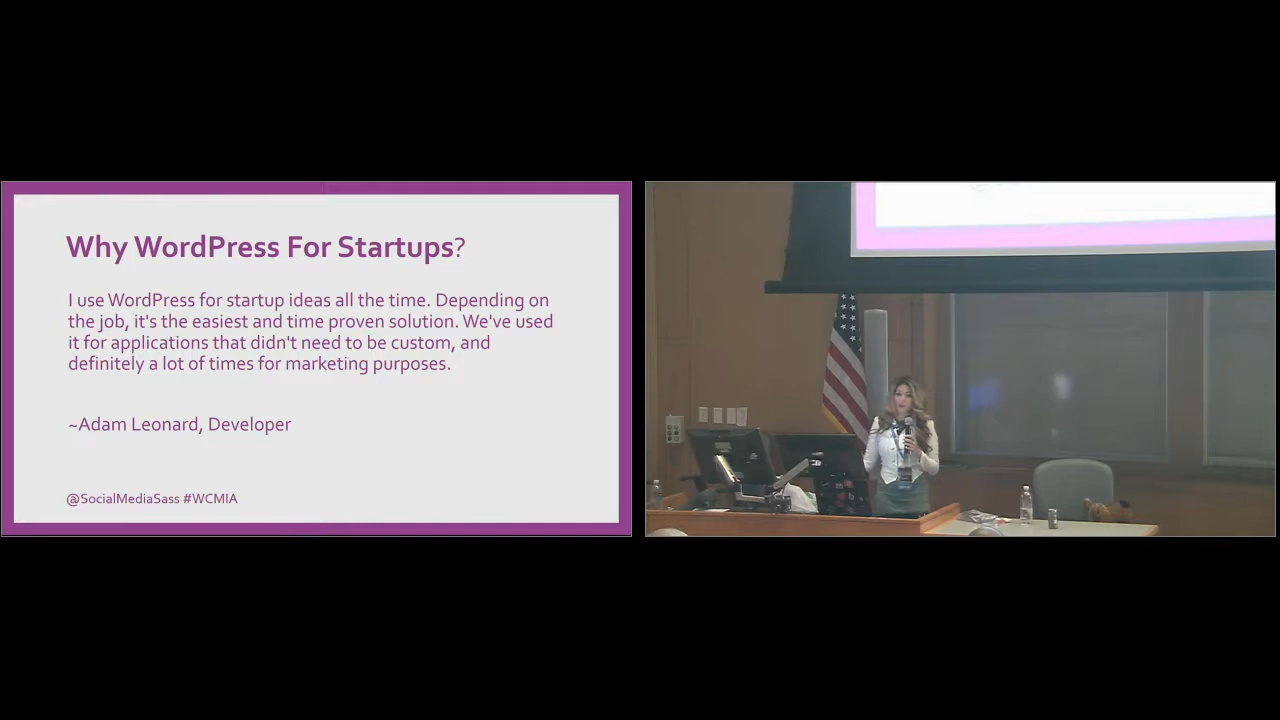 Why WordPress For Startups?
I use WordPress for startup ideas all the time. Depending on
the job, it's the easiest and time proven solution. We've used
it for applications that didn't need to be custom, and
definitely a lot of times for marketing purposes.
~Adam Leonard, Developer
@SocialMediaSass #WCMIA